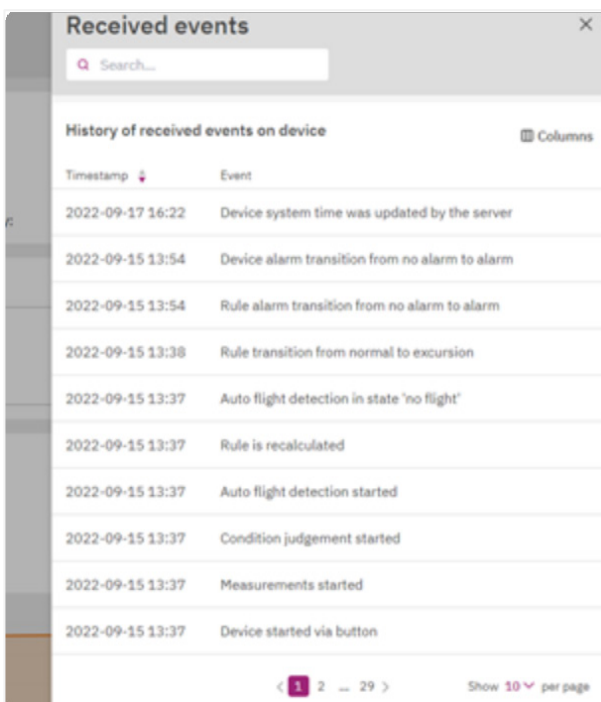 Received events
Search...
History of received events on device
Columns
Timestamp Event
2022-09-17 16:22 Device system time was updated by the server
2022-09-15 13:54 Device alarm transition from no alarm to alarm
2022-09-15 13:54 Rule alarm transition from no alarm to alarm
2022-09-15 13:38 Rule transition from normal to excursion
2022-09-15 13:37 Auto flight detection in state 'no flight'
2022-09-15 13:37 Rule is recalculated
2022-09-15 13:37 Auto flight detection started
2022-09-15 13:37 Condition judgement started
2022-09-15 13:37 Measurements started
2022-09-15 13:37 Device started via button
< 1 2 ... 29 > Show 10 per page